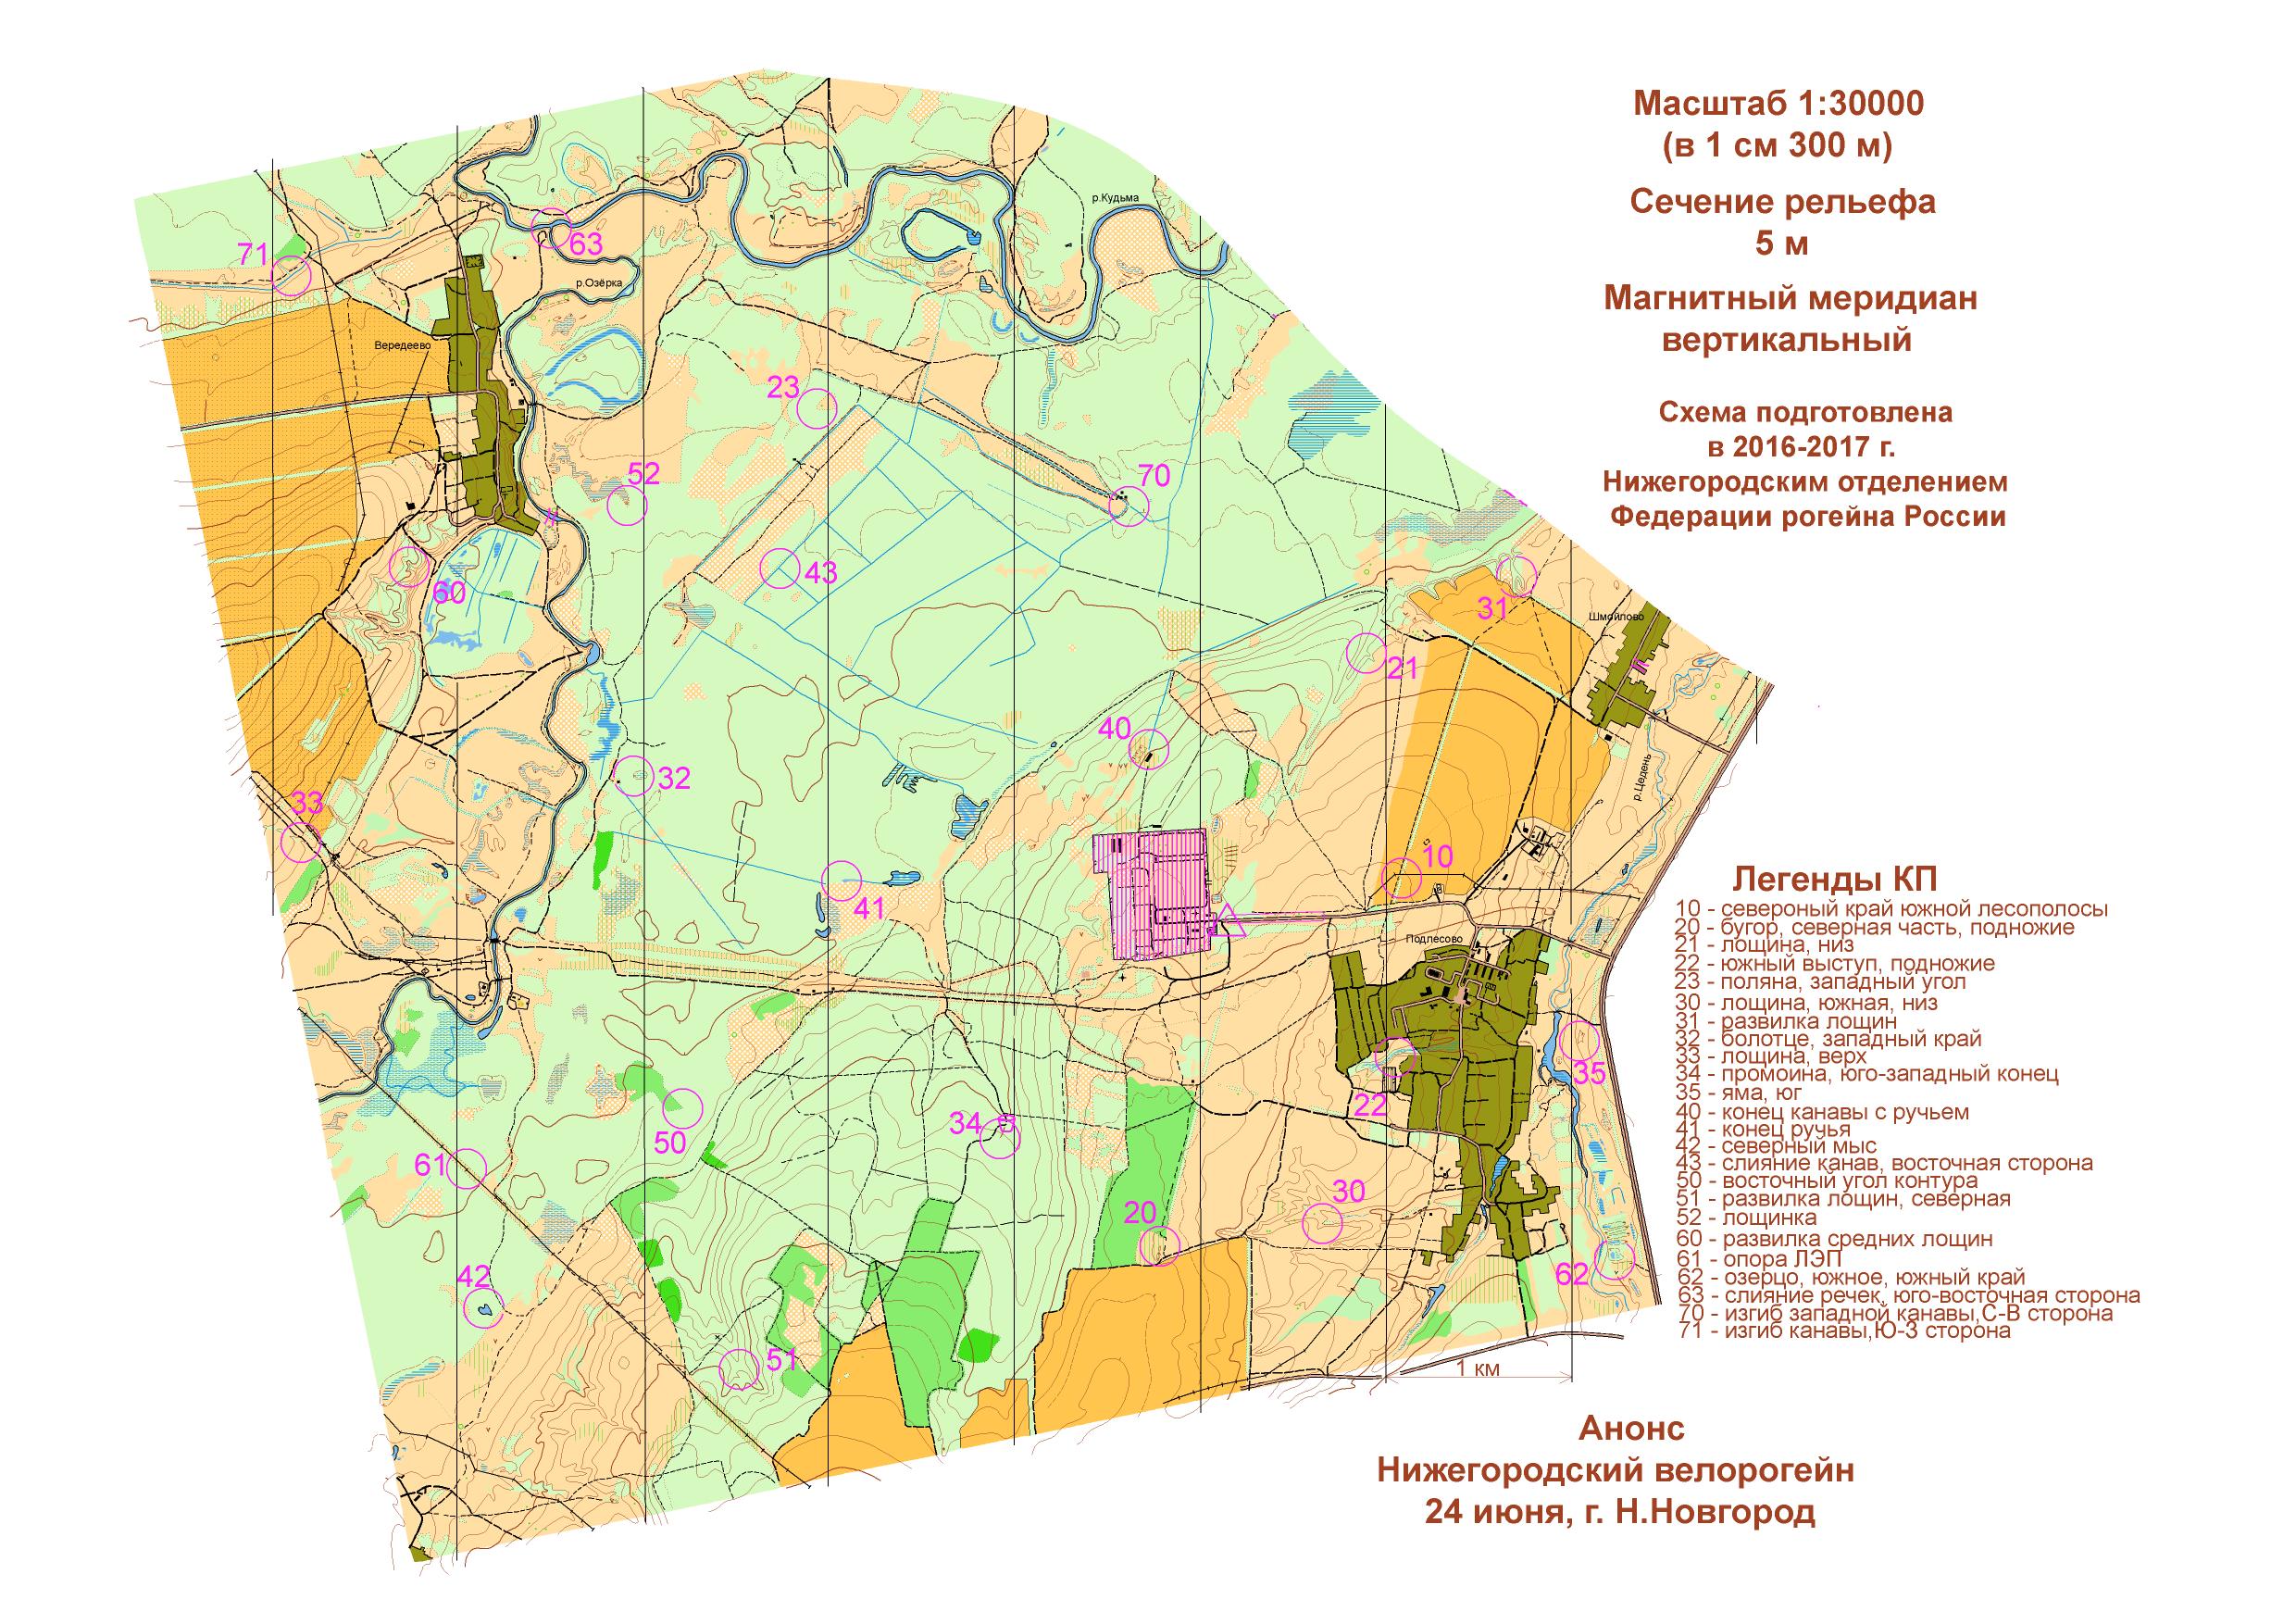 Масштаб 1:30000
(в 1 см 300 м)
Сечение рельефа
5 м
Магнитный меридиан
вертикальный
Схема подготовлена
в 2016-2017 г.
Нижегородским отделением
Федерации рогейна России
р.Кудьма
71
63
р.Озёрка
Вередеево
23
52
70
43
60
31
Шмойлово
21
40
32
р.Цедень
33
10
41
Подлесово
35
22
34
50
61
30
20
42
62
51
1 км
Легенды КП
10 - североный край южной лесополосы
20 - бугор, северная часть, подножие
21 - лощина, низ
22 - южный выступ, подножие
23 - поляна, западный угол
30 - лощина, южная, низ
31 - развилка лощин
32 - болотце, западный край
33 - лощина, верх
34 - промоина, юго-западный конец
35 - яма, юг
40 - конец канавы с ручьем
41 - конец ручья
42 - северный мыс
43 - слияние канав, восточная сторона
50 - восточный угол контура
51 - развилка лощин, северная
52 - лощинка
60 - развилка средних лощин
61 - опора ЛЭП
62 - озерцо, южное, южный край
63 - слияние речек, юго-восточная сторона
70 - изгиб западной канавы,С-В сторона
71 - изгиб канавы,Ю-З сторона
Анонс
Нижегородский велорогейн
24 июня, г. Н.Новгород